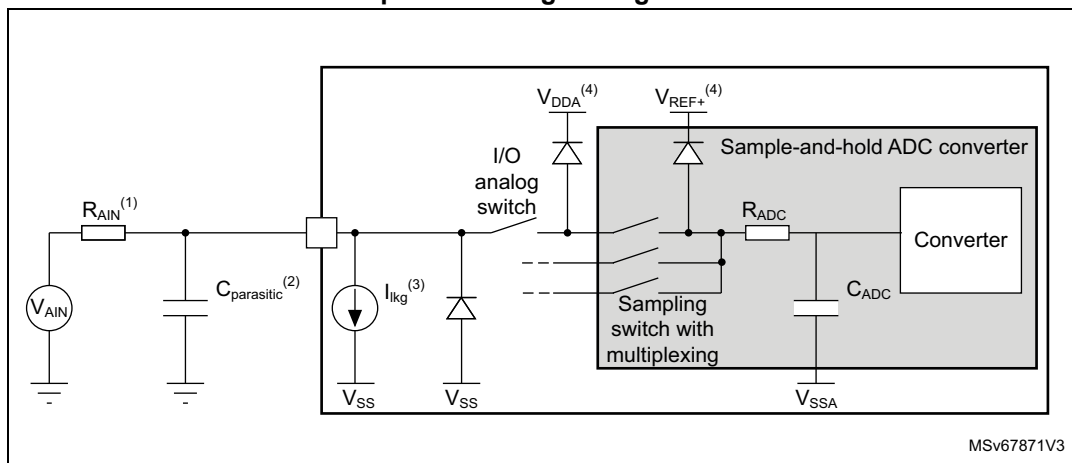 V_DDA^(4)
V_REF+^(4)
Sample-and-hold ADC converter
I/O
analog
switch
R_AIN^(1)
R_ADC
Converter
C_parasitic^(2)
I_lkg^(3)
V_AIN
C_ADC
Sampling
switch with
multiplexing
V_SS
V_SS
V_SSA
MSv67871V3